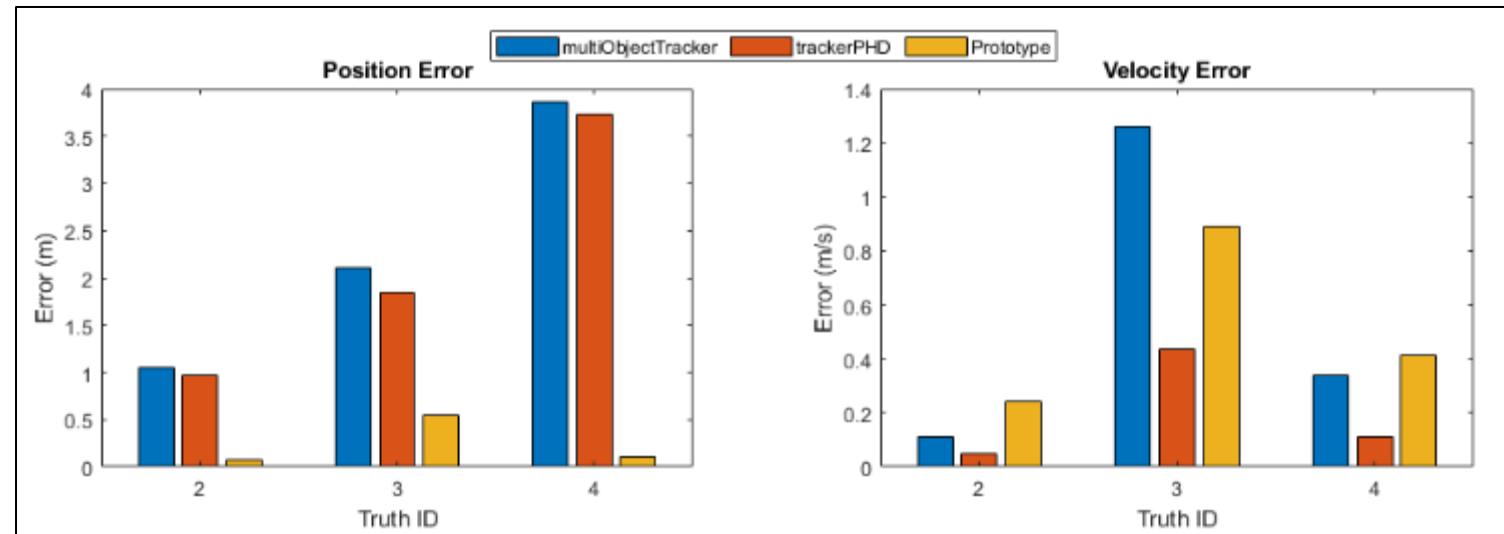 multiObjectTracker trackerPHD Prototype
Position Error
4
3.5
3
2.5
2
1.5
1
0.5
0
Error (m)
2 3 4
Truth ID
Velocity Error
1.4
1.2
1
0.8
0.6
0.4
0.2
0
Error (m/s)
2 3 4
Truth ID